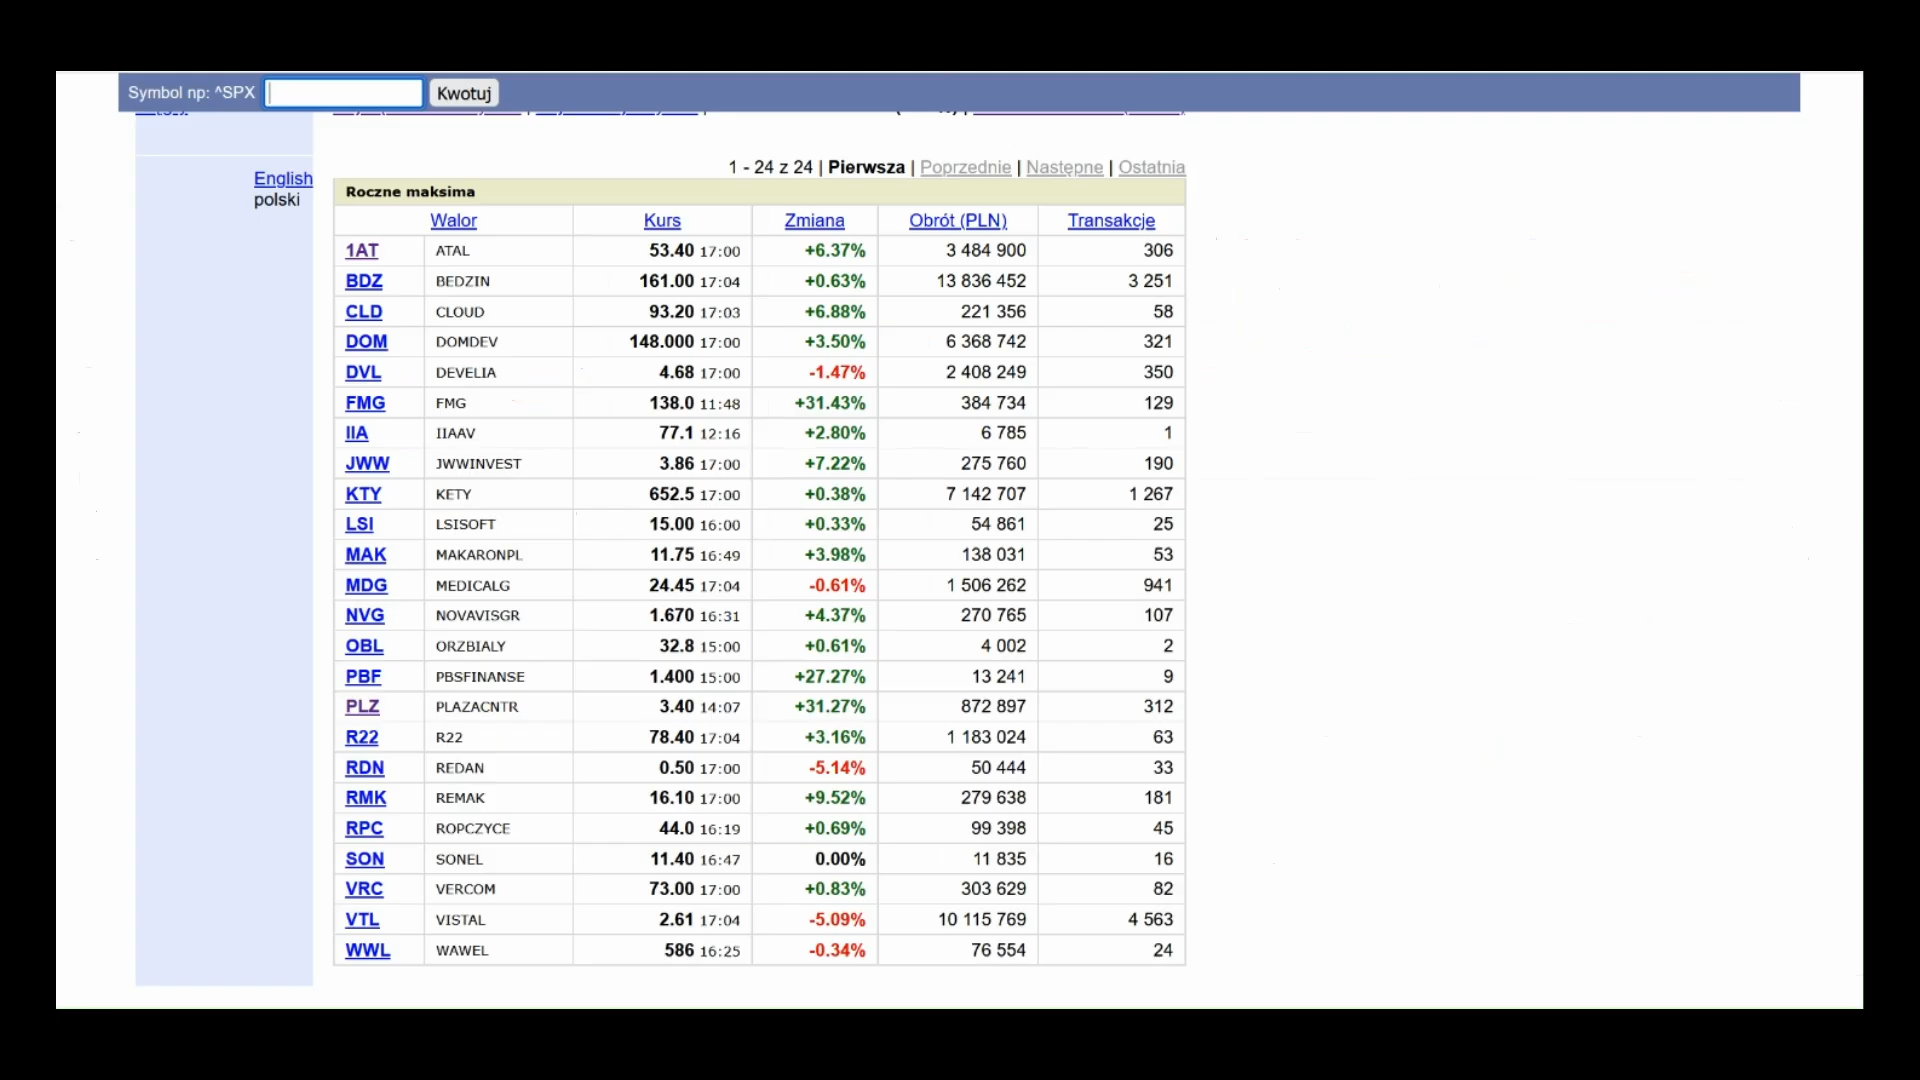 Symbol np: ^SPX Kwotuj
1 - 24 z 24 | Pierwsza | Poprzednie | Następne | Ostatnia
English
polski
Roczne maksima
Walor Kurs Zmiana Obrót (PLN) Transakcje
1AT ATAL 53.40 17:00 +6.37% 3 484 900 306
BDZ BEDZIN 161.00 17:04 +0.63% 13 836 452 3 251
CLD CLOUD 93.20 17:03 +6.88% 221 356 58
DOM DOMDEV 148.000 17:00 +3.50% 6 368 742 321
DVL DEVELIA 4.68 17:00 -1.47% 2 408 249 350
FMG FMG 138.0 11:48 +31.43% 384 734 129
IIA IIAAV 77.1 12:16 +2.80% 6 785 1
JWW JWWINVEST 3.86 17:00 +7.22% 275 760 190
KTY KETY 652.5 17:00 +0.38% 7 142 707 1 267
LSI LSISOFT 15.00 16:00 +0.33% 54 861 25
MAK MAKARONPL 11.75 16:49 +3.98% 138 031 53
MDG MEDICALG 24.45 17:04 -0.61% 1 506 262 941
NVG NOVAVISGR 1.670 16:31 +4.37% 270 765 107
OBL ORZBIALY 32.8 15:00 +0.61% 4 002 2
PBF PBSFINANSE 1.400 15:00 +27.27% 13 241 9
PLZ PLAZACNTR 3.40 14:07 +31.27% 872 897 312
R22 R22 78.40 17:04 +3.16% 1 183 024 63
RDN REDAN 0.50 17:00 -5.14% 50 444 33
RMK REMAK 16.10 17:00 +9.52% 279 638 181
RPC ROPCZYCE 44.0 16:19 +0.69% 99 398 45
SON SONEL 11.40 16:47 0.00% 11 835 16
VRC VERCOM 73.00 17:00 +0.83% 303 629 82
VTL VISTAL 2.61 17:04 -5.09% 10 115 769 4 563
WWL WAWEL 586 16:25 -0.34% 76 554 24